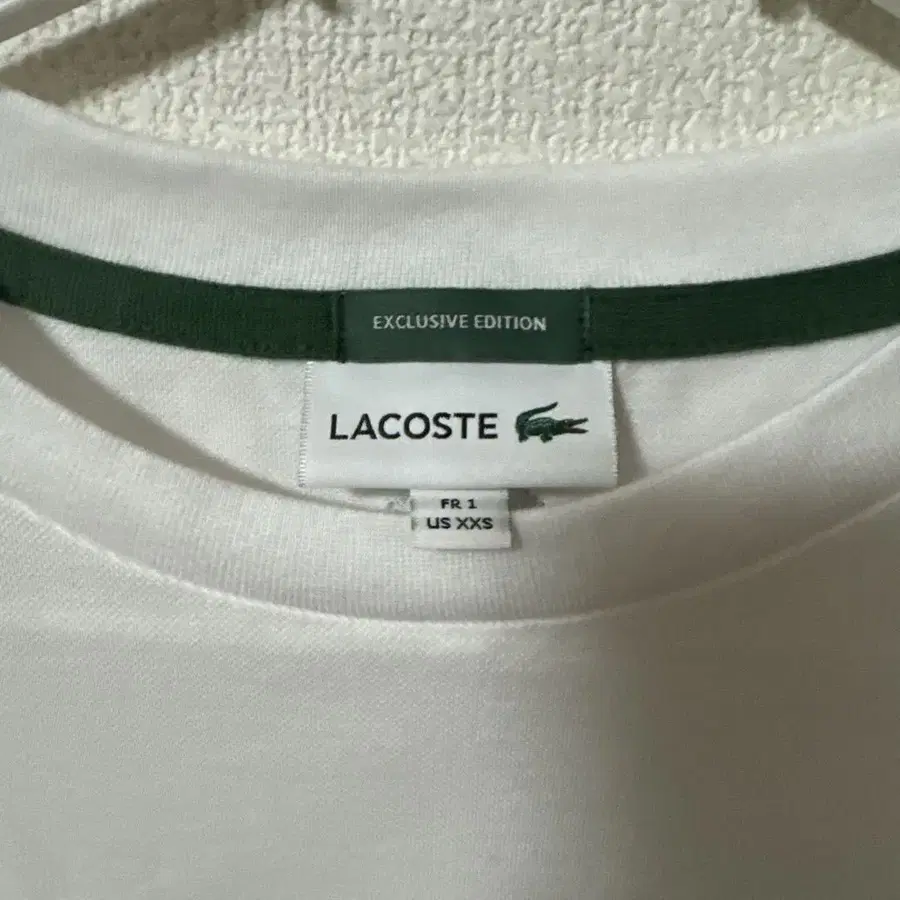 EXCLUSIVE EDITION
LACOSTE
FR 1
US XXS